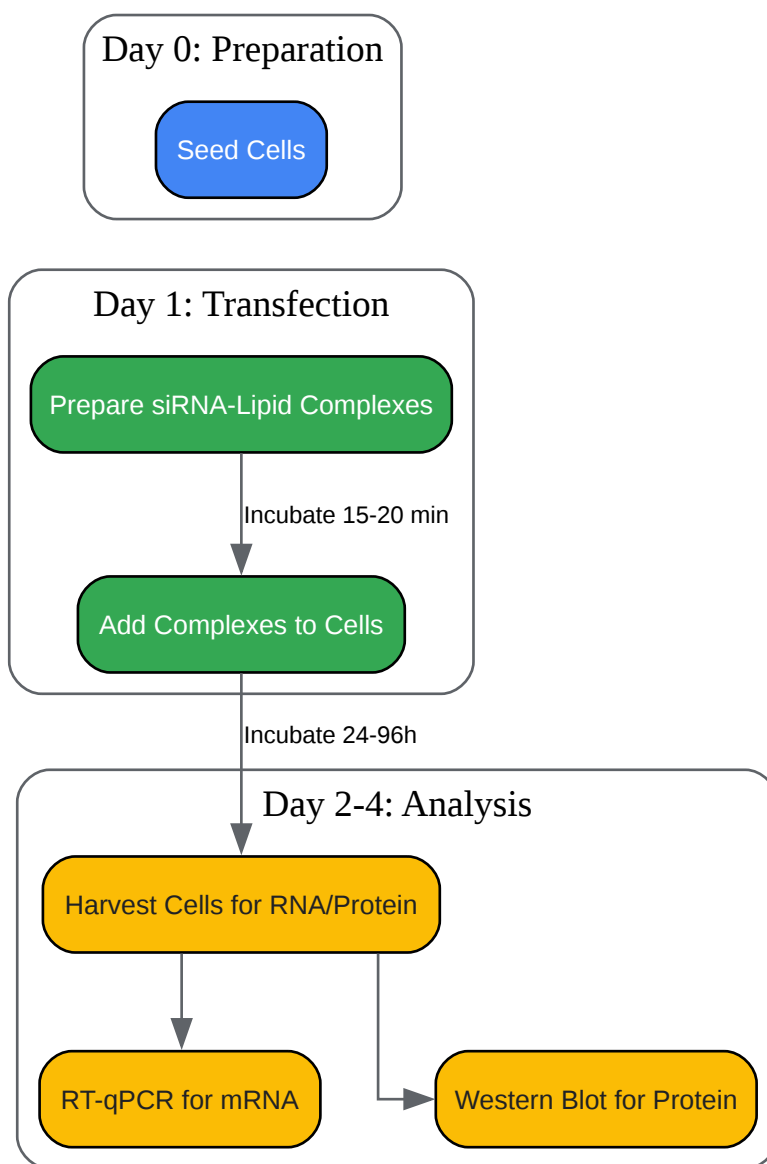 Day 0: Preparation
Seed Cells
Day 1: Transfection
Prepare siRNA-Lipid Complexes
Incubate 15-20 min
Add Complexes to Cells
Incubate 24-96h
Day 2-4: Analysis
Harvest Cells for RNA/Protein
RT-qPCR for mRNA
Western Blot for Protein